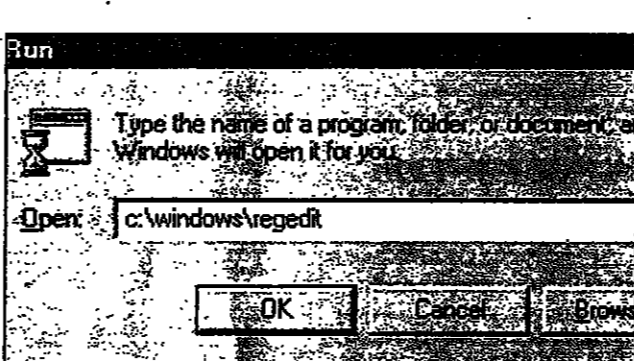 Run
Type the name of a program, folder, or document, a
Windows will open it for you.
Open: c:\windows\regedit
OK Cancel Brows